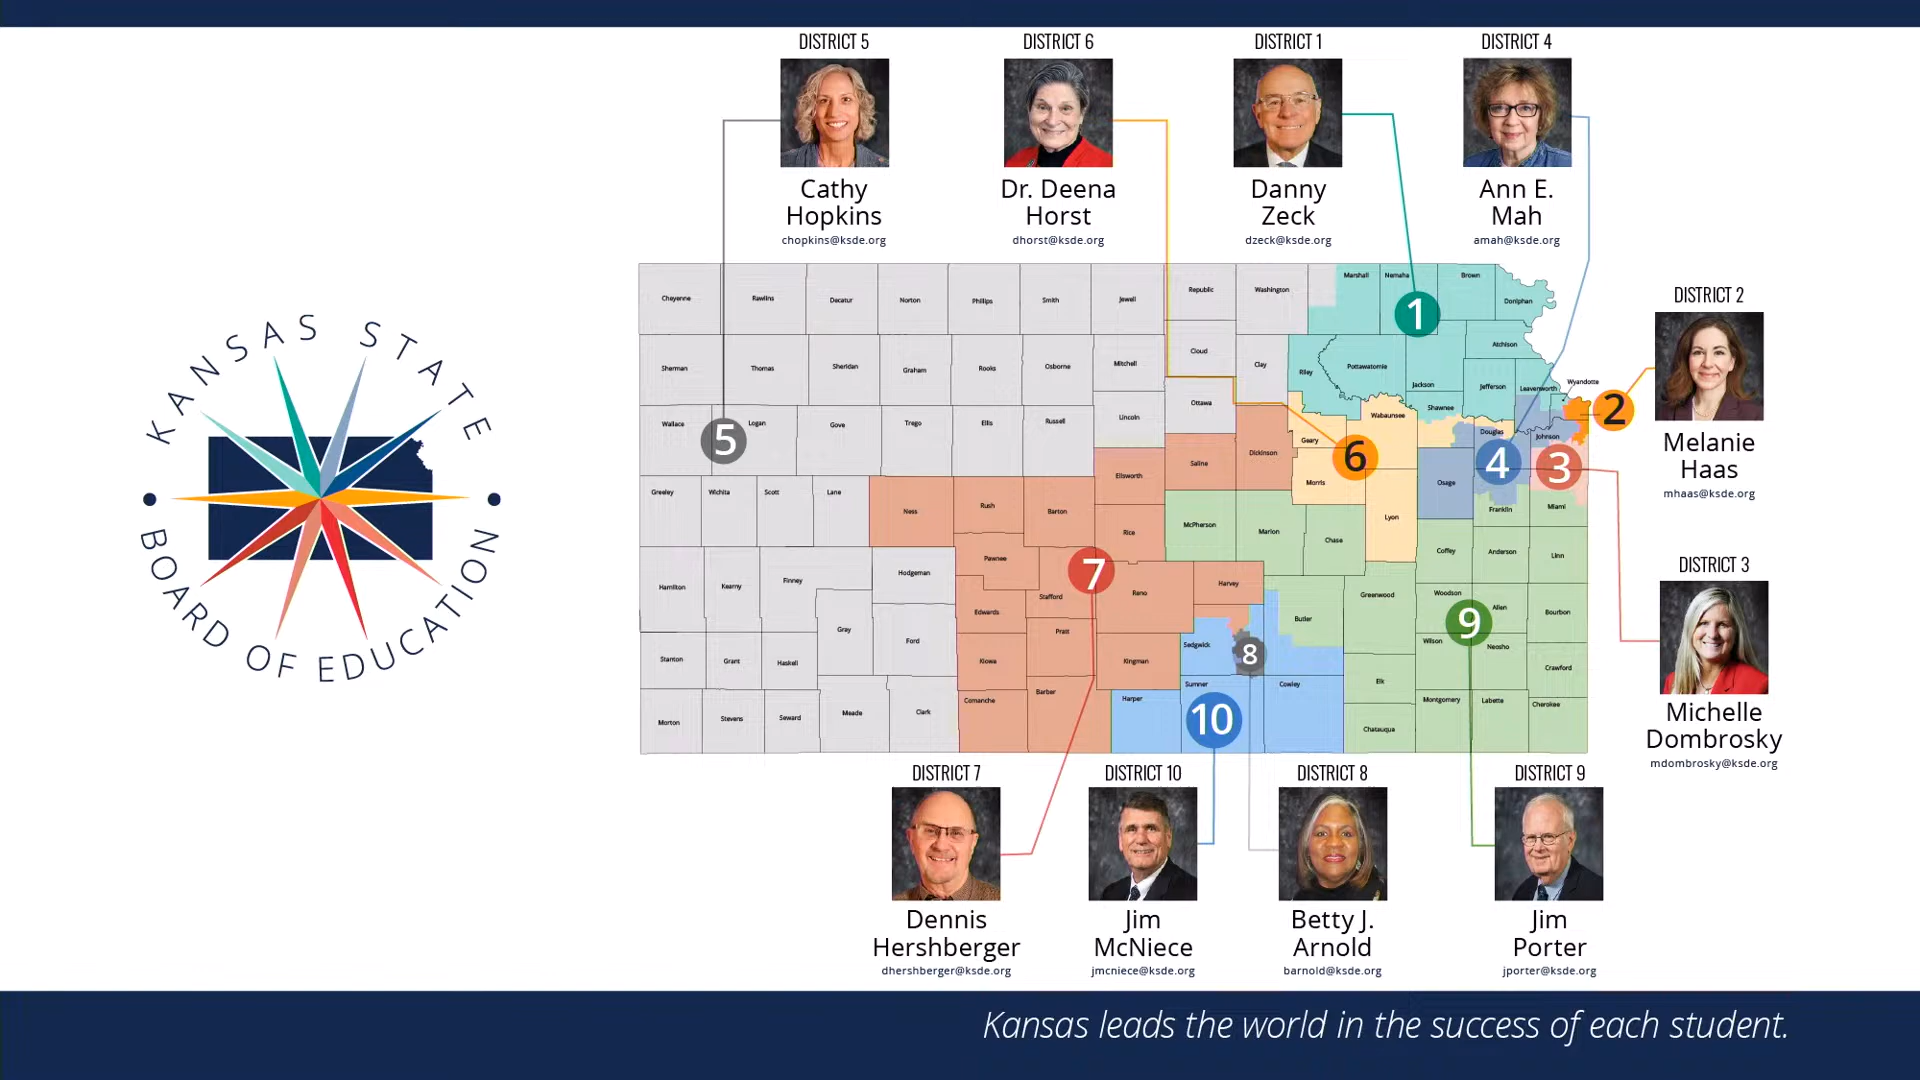 DISTRICT 5
DISTRICT 6
DISTRICT 1
DISTRICT 4
Cathy
Hopkins
chopkins@ksde.org
Dr. Deena
Horst
dhorst@ksde.org
Danny
Zeck
dzeck@ksde.org
Ann E.
Mah
amah@ksde.org
DISTRICT 2
Melanie
Haas
mhaas@ksde.org
DISTRICT 3
Michelle
Dombrosky
mdombrosky@ksde.org
KANSAS STATE
BOARD OF EDUCATION
Cheyenne
Rawlins
Decatur
Norton
Phillips
Smith
Jewell
Republic
Washington
Marshall
Nemaha
Brown
Doniphan
1
Sherman
Thomas
Sheridan
Graham
Rooks
Osborne
Mitchell
Cloud
Clay
Riley
Pottawatomie
Jackson
Atchison
Jefferson
Leavenworth
Wyandotte
2
Wallace
Logan
Gove
Trego
Ellis
Russell
Lincoln
Ottawa
Wabaunsee
Shawnee
Douglas
Johnson
5
Saline
Dickinson
Geary
6
4
3
Ellsworth
Morris
Osage
Greeley
Wichita
Scott
Lane
Ness
Rush
Barton
Rice
McPherson
Marion
Chase
Lyon
Franklin
Miami
Coffey
Anderson
Linn
Hamilton
Kearny
Finney
Hodgeman
Pawnee
Stafford
7
Reno
Harvey
Edwards
Butler
Greenwood
Woodson
Allen
Bourbon
9
Gray
Ford
Pratt
Sedgwick
8
Wilson
Neosho
Stanton
Grant
Haskell
Kiowa
Kingman
Crawford
Elk
Morton
Stevens
Seward
Meade
Clark
Comanche
Barber
Harper
Sumner
10
Cowley
Chatauqua
Montgomery
Labette
Cherokee
DISTRICT 7
DISTRICT 10
DISTRICT 8
DISTRICT 9
Dennis
Hershberger
dhershberger@ksde.org
Jim
McNiece
jmcniece@ksde.org
Betty J.
Arnold
barnold@ksde.org
Jim
Porter
jporter@ksde.org
Kansas leads the world in the success of each student.